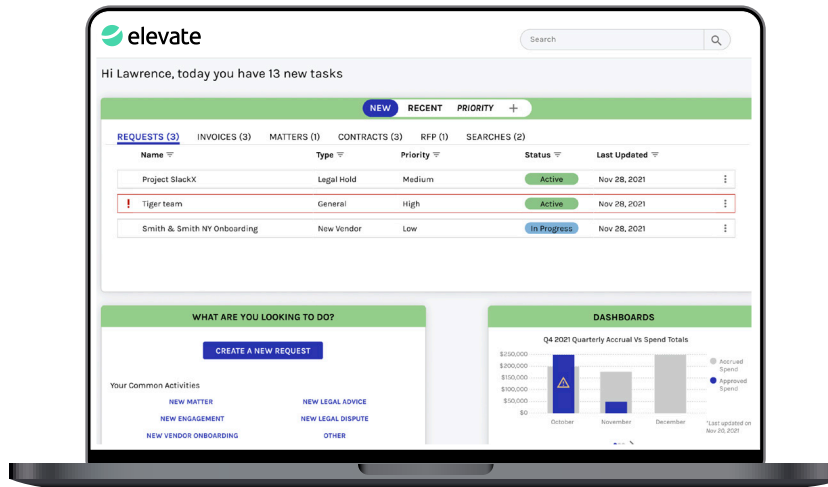 elevate
Search
Hi Lawrence, today you have 13 new tasks
NEW RECENT PRIORITY +
REQUESTS (3) INVOICES (3) MATTERS (1) CONTRACTS (3) RFP (1) SEARCHES (2)
Name Type Priority Status Last Updated
Project SlackX Legal Hold Medium Active Nov 28, 2021
! Tiger team General High Active Nov 28, 2021
Smith & Smith NY Onboarding New Vendor Low In Progress Nov 28, 2021
WHAT ARE YOU LOOKING TO DO?
CREATE A NEW REQUEST
Your Common Activities
NEW MATTER NEW LEGAL ADVICE
NEW ENGAGEMENT NEW LEGAL DISPUTE
NEW VENDOR ONBOARDING OTHER
DASHBOARDS
Q4 2021 Quarterly Accrual Vs Spend Totals
$250,000
$200,000
$150,000
$100,000
$50,000
$0
October November December
Accrued
Spend
Approved
Spend
*Last updated on
Nov 20, 2021